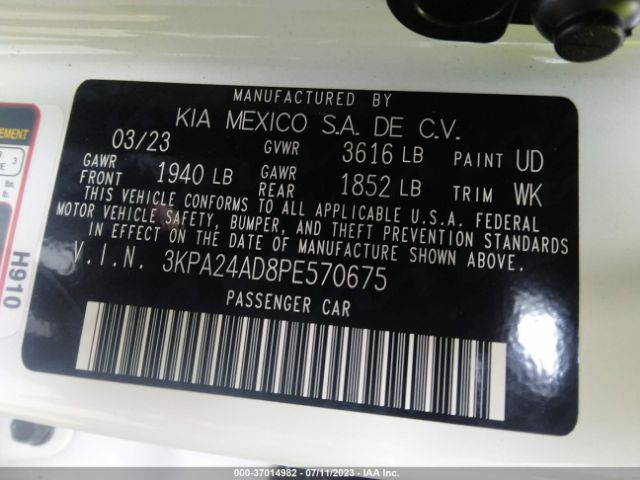 MANUFACTURED BY
KIA MEXICO S.A. DE C.V.
03/23 GVWR 3616 LB PAINT UD
GAWR FRONT 1940 LB GAWR REAR 1852 LB TRIM WK
THIS VEHICLE CONFORMS TO ALL APPLICABLE U.S.A. FEDERAL
MOTOR VEHICLE SAFETY, BUMPER, AND THEFT PREVENTION STANDARDS
IN EFFECT ON THE DATE OF MANUFACTURE SHOWN ABOVE.
V.I.N. 3KPA24AD8PE570675
PASSENGER CAR
EMENT
3
lbs.
H910
000-37014982 / 07/11/2023 - IAA Inc.